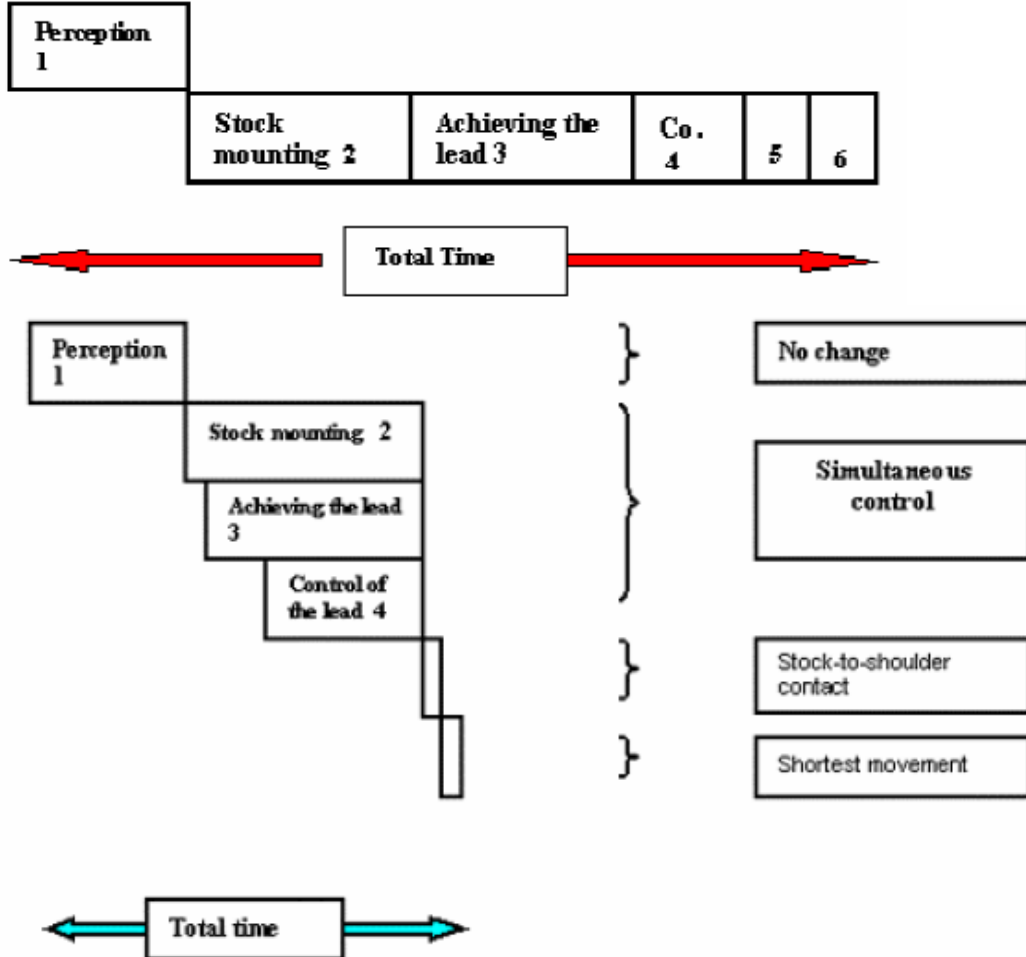 Perception
1
Stock
mounting 2
Achieving the
lead 3
Co.
4
5
6
Total Time
Perception
1
No change
Stock mounting 2
Simultaneous
control
Achieving the lead
3
Control of
the lead 4
Stock-to-shoulder
contact
Shortest movement
Total time